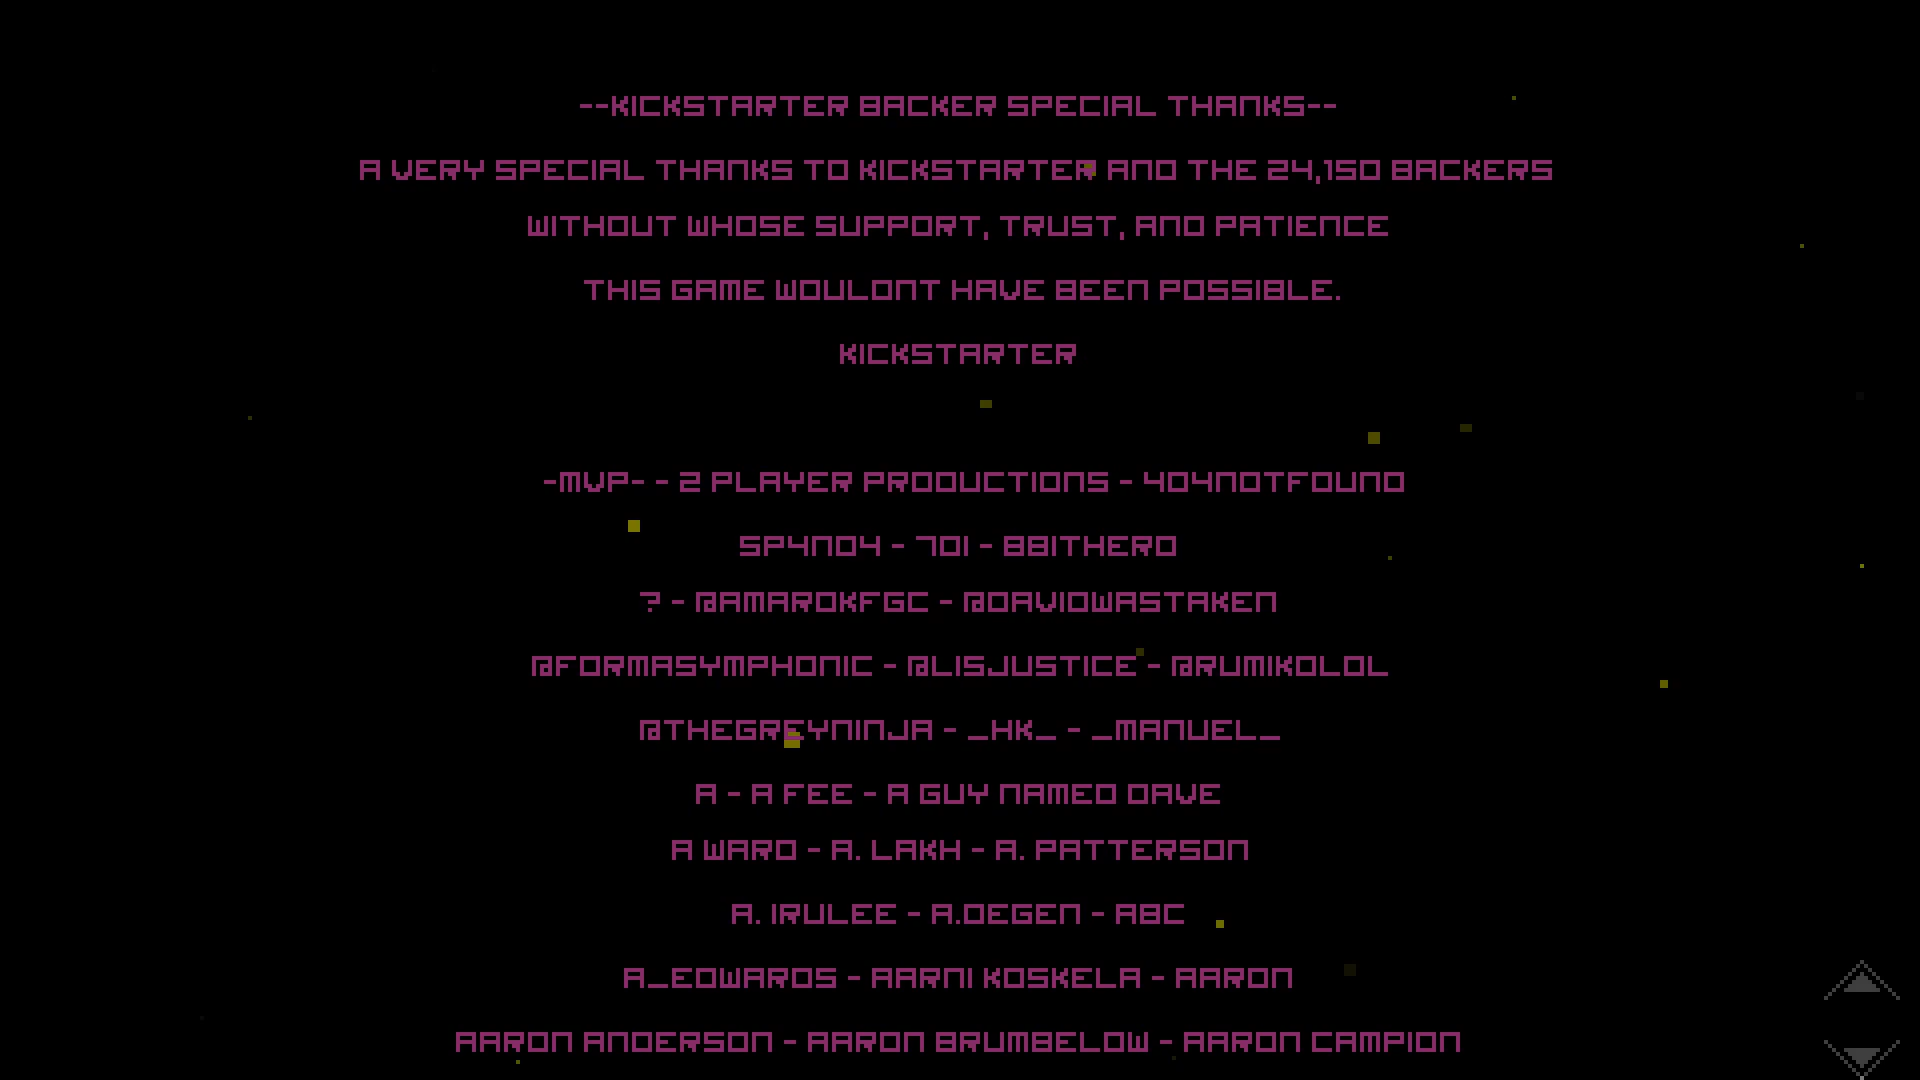 --KICKSTARTER BACKER SPECIAL THANKS--
A VERY SPECIAL THANKS TO KICKSTARTER AND THE 24,150 BACKERS
WITHOUT WHOSE SUPPORT, TRUST, AND PATIENCE
THIS GAME WOULDNT HAVE BEEN POSSIBLE.
KICKSTARTER
-MVP- - 2 PLAYER PRODUCTIONS - 404NOTFOUND
5P4N04 - 701 - 88ITHERO
? - @AMAROKFGC - @DAVIDWASTAKEN
@FORMASYMPHONIC - @LISJUSTICE - @RUMIKOLOL
@THEGREYNINJA - _HK_ - _MANUEL_
A - A FEE - A GUY NAMED DAVE
A WARD - A. LAKH - A. PATTERSON
A. IRULEE - A.DEGEN - ABC
A_EDWARDS - AARNI KOSKELA - AARON
AARON ANDERSON - AARON BRUMBELOW - AARON CAMPION